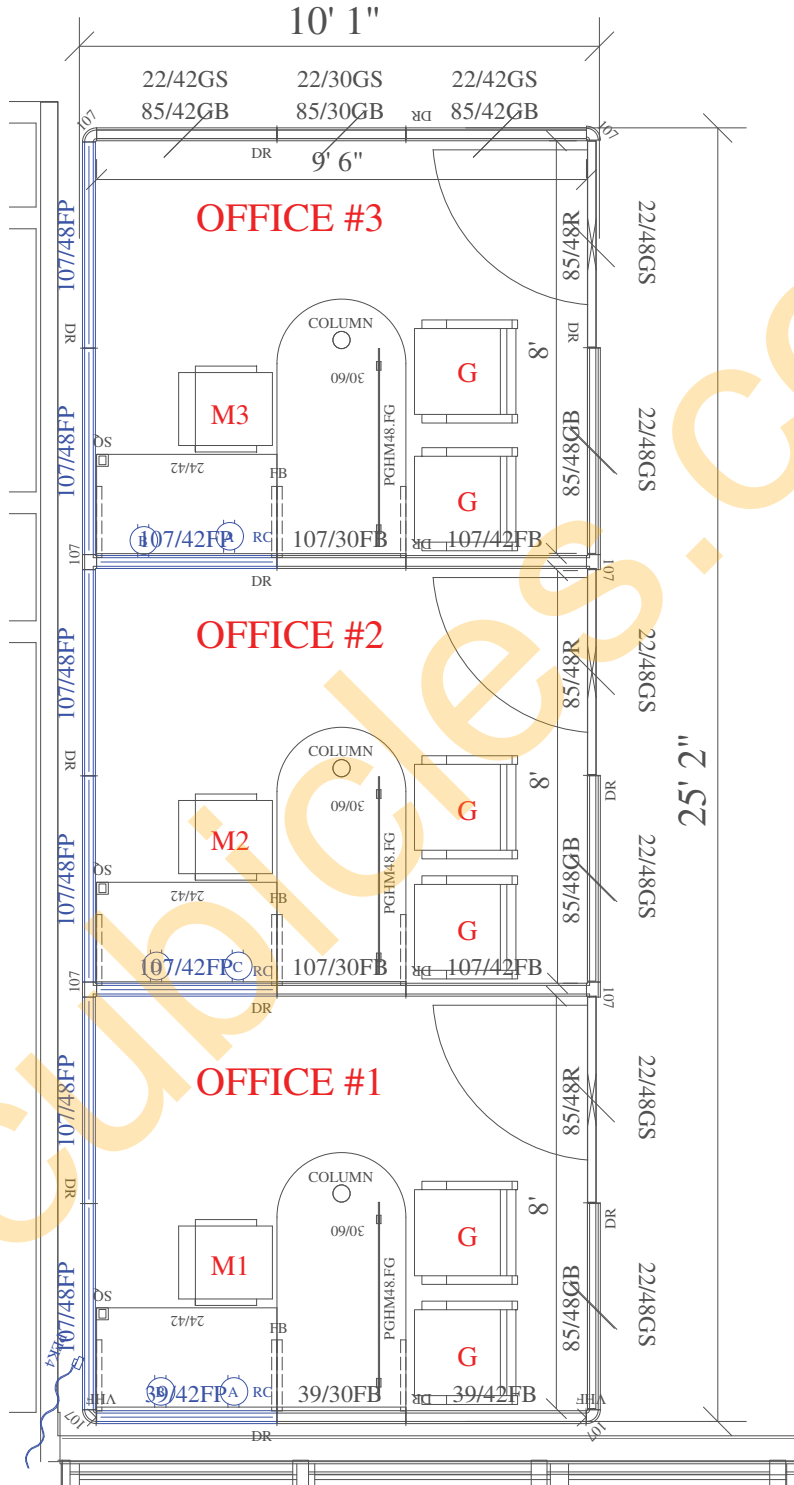 10' 1"
22/42GS 22/30GS 22/42GS
85/42GB 85/30GB DR 85/42GB
107 107
DR 9' 6"
OFFICE #3
107/48FP 85/48R 22/48GS
DR COLUMN DR
30/60 8'
M3 G
PGHM48.FG
107/48FP 85/48GB 22/48GS
SQ 24/42 FB G
107 B 107/42FP A RC 107/30FB DR 107/42FB 107
DR
OFFICE #2
107/48FP 85/48R 22/48GS
DR COLUMN DR
30/60 8' 25' 2"
M2 G
PGHM48.FG
107/48FP 85/48GB 22/48GS
SQ 24/42 FB G
107 107/42FP C RC 107/30FB DR 107/42FB 107
DR
OFFICE #1
107/48FP 85/48R 22/48GS
DR COLUMN DR
30/60 8'
M1 G
PGHM48.FG
107/48FP 85/48GB 22/48GS
SQ 24/42 FB G
VHF 39/42FP A RC 39/30FB DR 39/42FB VHF
107 DR 107
cubicles.co